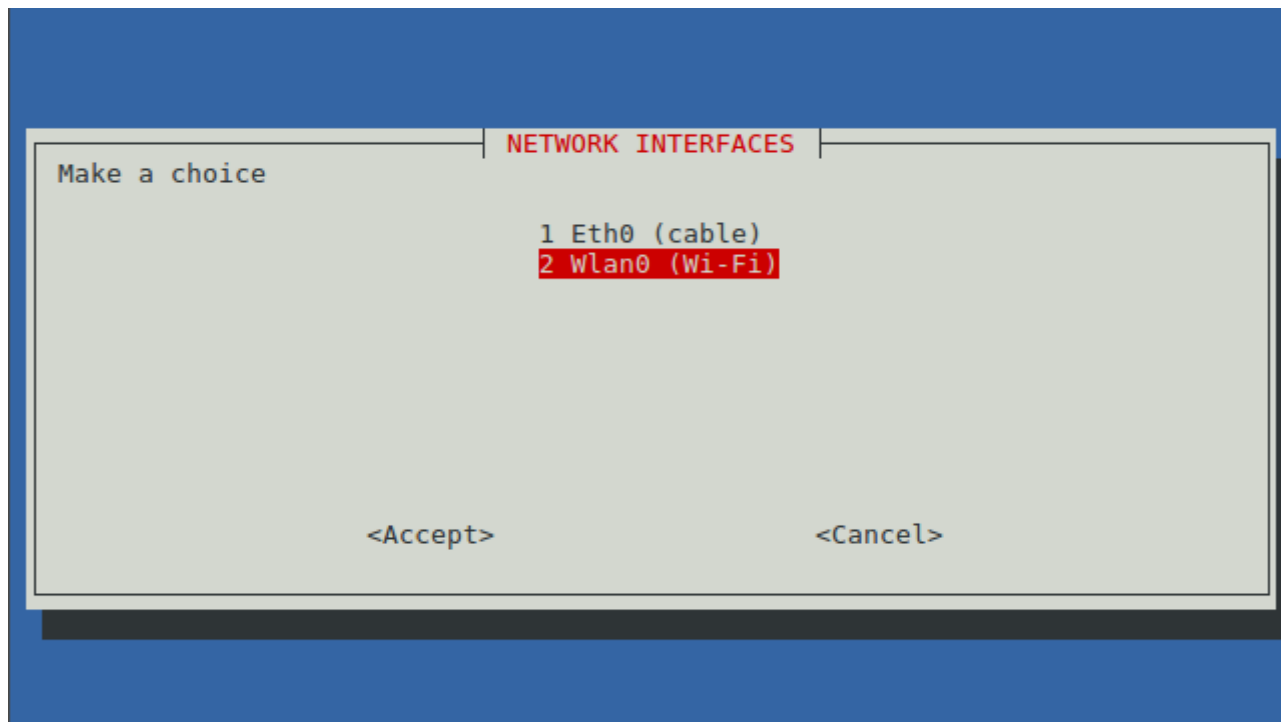 NETWORK INTERFACES
Make a choice
1 Eth0 (cable)
2 Wlan0 (Wi-Fi)
<Accept> <Cancel>